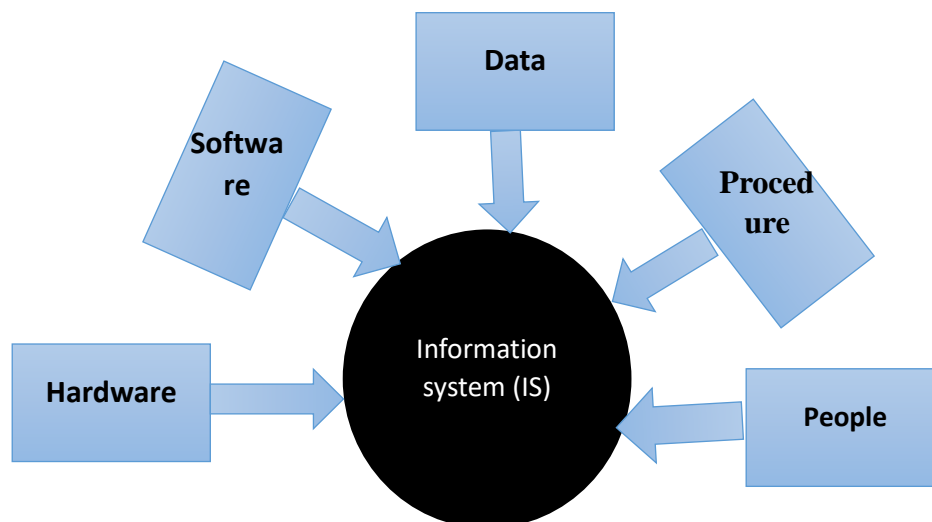 Data
Softwa
re
Proced
ure
Information
system (IS)
Hardware
People